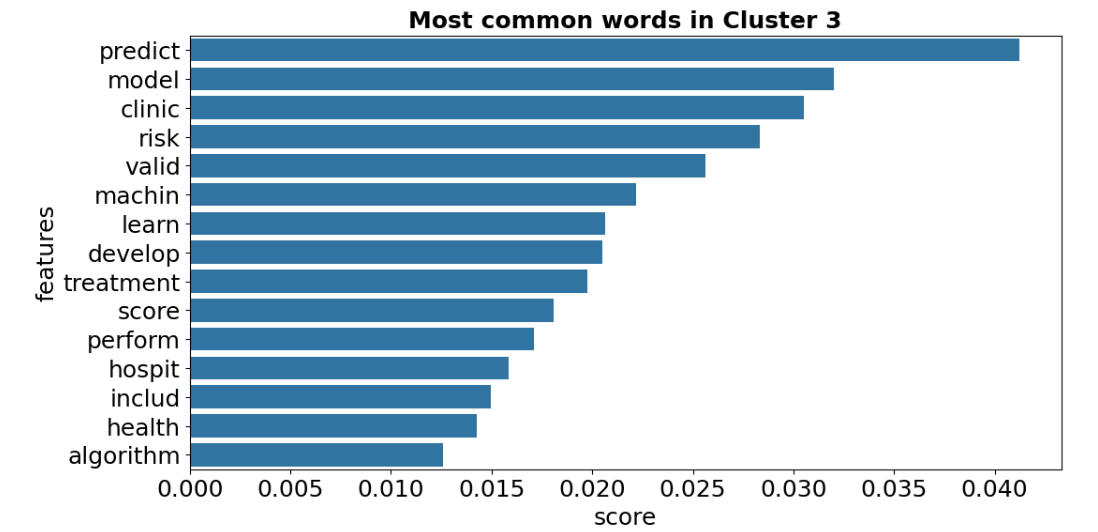 Most common words in Cluster 3
predict
model
clinic
risk
valid
machin
learn
develop
treatment
score
perform
hospit
includ
health
algorithm
features
0.000 0.005 0.010 0.015 0.020 0.025 0.030 0.035 0.040
score